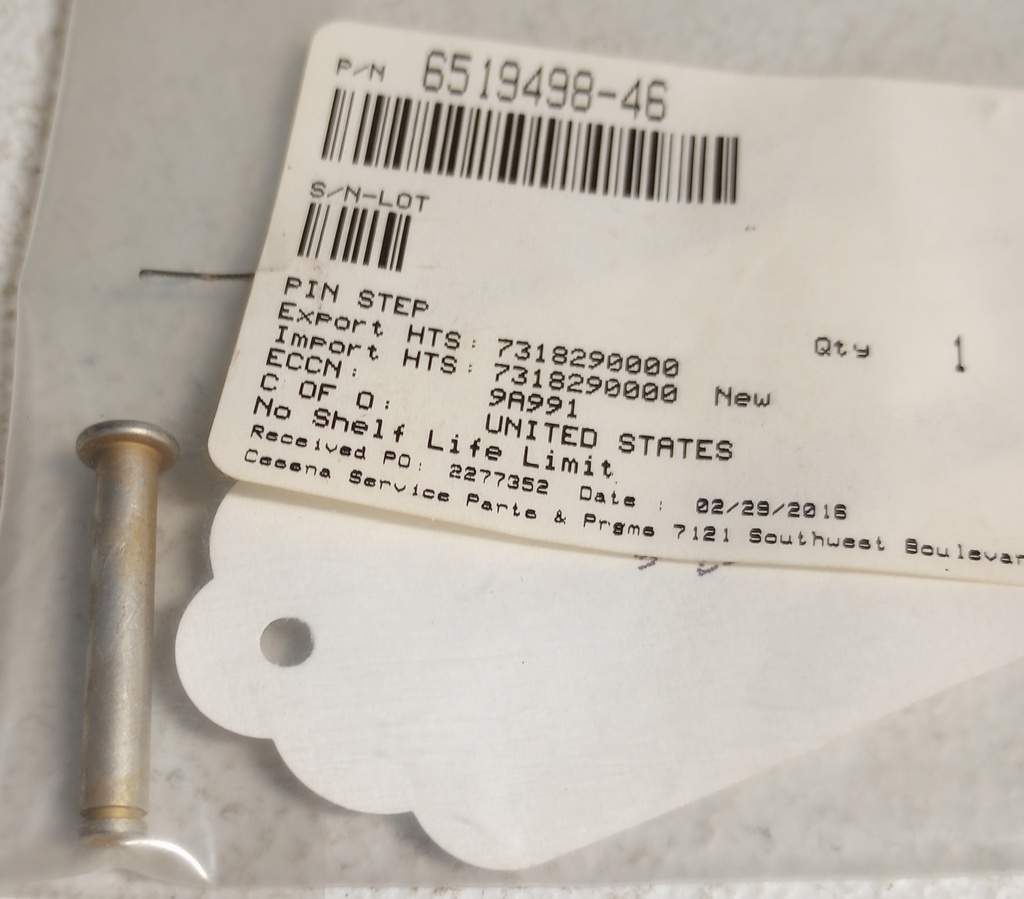 P/N 6519498-46
S/N-LOT
PIN STEP
Export HTS: 7318290000
Qty 1
Import HTS: 7318290000 New
ECCN: 9A991
C OF O: UNITED STATES
No Shelf Life Limit
Received PO: 2277352 Date : 02/29/2016
Cessna Service Parts & Prgms 7121 Southwest Boulevar